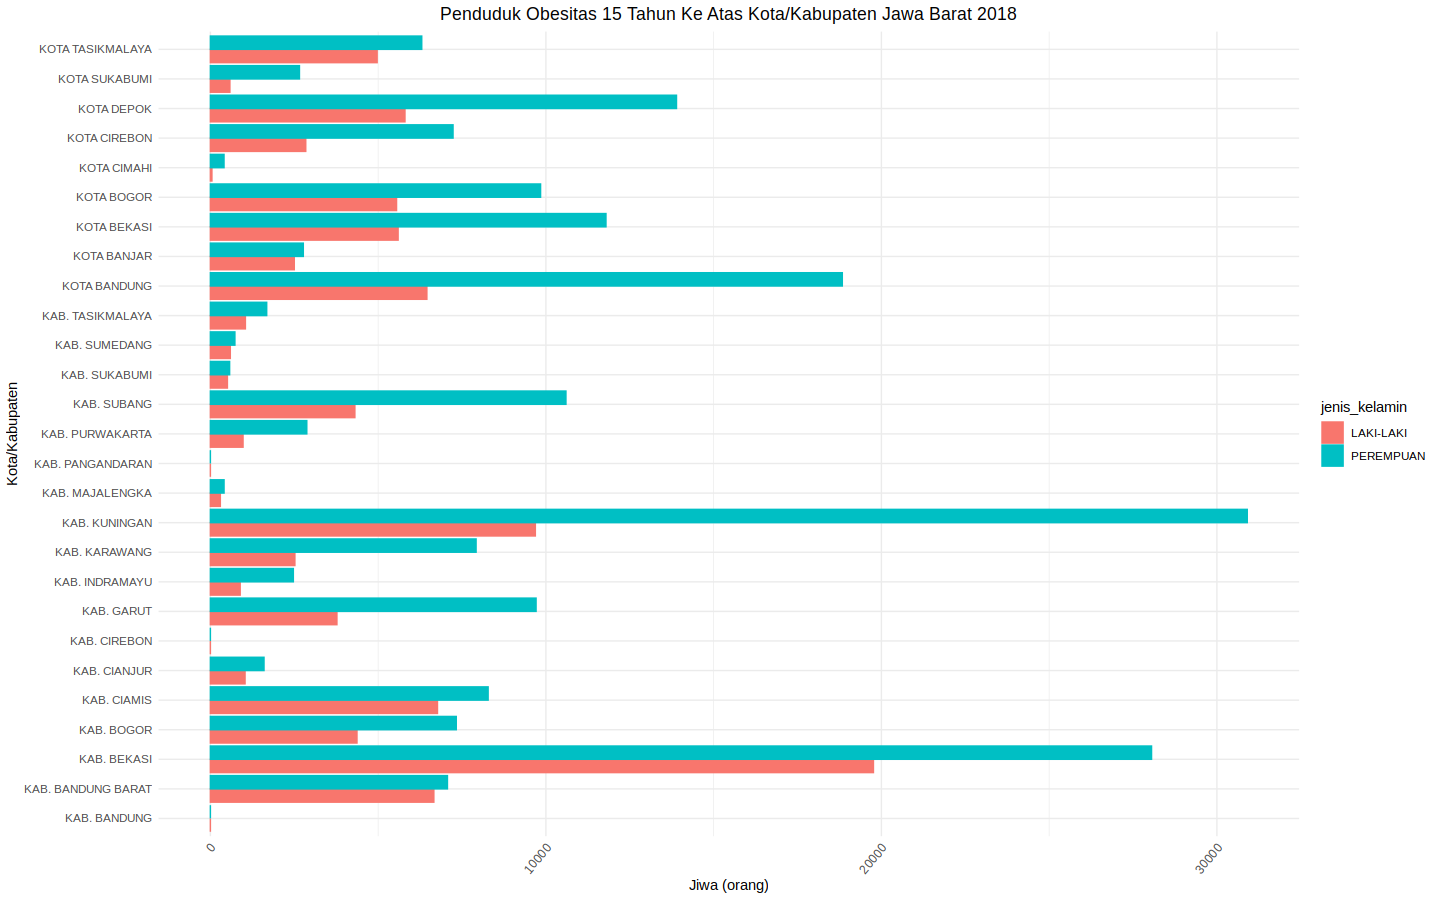 Penduduk Obesitas 15 Tahun Ke Atas Kota/Kabupaten Jawa Barat 2018
Kota/Kabupaten
KOTA TASIKMALAYA
KOTA SUKABUMI
KOTA DEPOK
KOTA CIREBON
KOTA CIMAHI
KOTA BOGOR
KOTA BEKASI
KOTA BANJAR
KOTA BANDUNG
KAB. TASIKMALAYA
KAB. SUMEDANG
KAB. SUKABUMI
KAB. SUBANG
KAB. PURWAKARTA
KAB. PANGANDARAN
KAB. MAJALENGKA
KAB. KUNINGAN
KAB. KARAWANG
KAB. INDRAMAYU
KAB. GARUT
KAB. CIREBON
KAB. CIANJUR
KAB. CIAMIS
KAB. BOGOR
KAB. BEKASI
KAB. BANDUNG BARAT
KAB. BANDUNG
0
10000
20000
30000
Jiwa (orang)
jenis_kelamin
LAKI-LAKI
PEREMPUAN